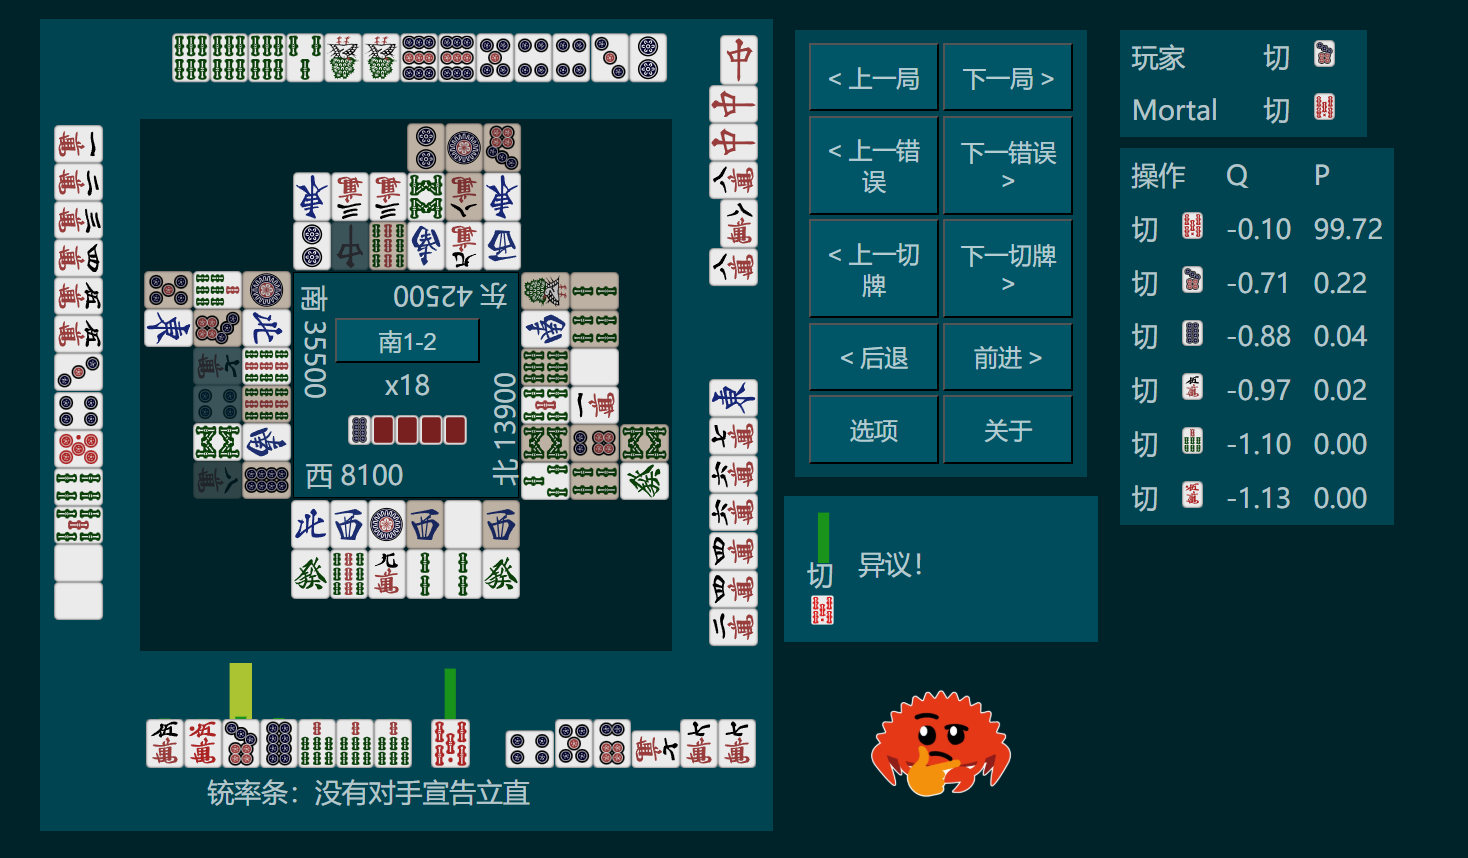 南 35500
东 42500
南1-2
x18
西 8100
北 13900
铳率条：没有对手宣告立直
< 上一局
下一局 >
< 上一错误
下一错误 >
< 上一切牌
下一切牌 >
< 后退
前进 >
选项
关于
切
异议！
玩家 切
Mortal 切
操作 Q P
切 -0.10 99.72
切 -0.71 0.22
切 -0.88 0.04
切 -0.97 0.02
切 -1.10 0.00
切 -1.13 0.00